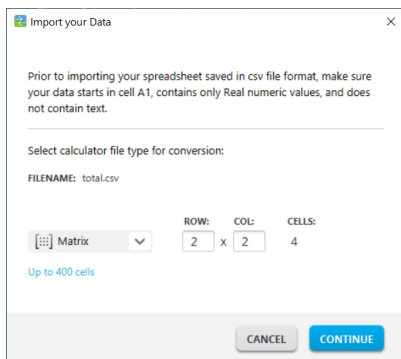 Import your Data
Prior to importing your spreadsheet saved in csv file format, make sure
your data starts in cell A1, contains only Real numeric values, and does
not contain text.
Select calculator file type for conversion:
FILENAME: total.csv
ROW: COL: CELLS:
Matrix 2 x 2 4
Up to 400 cells
CANCEL CONTINUE